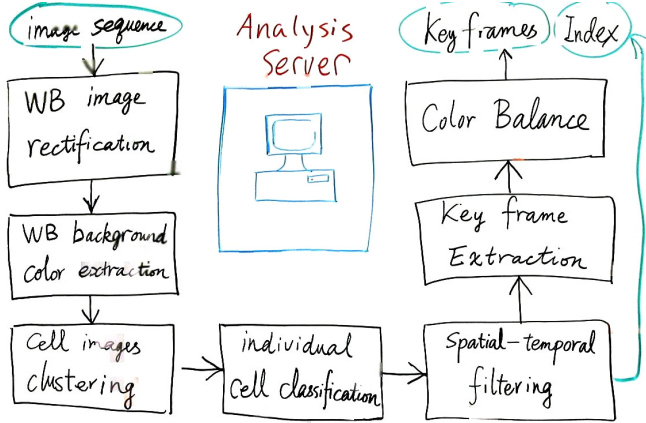 image sequence
WB image
rectification
WB background
color extraction
Cell images
clustering
individual
Cell classification
Spatial-temporal
filtering
Key frame
Extraction
Color Balance
Key frames
Index
Analysis
Server